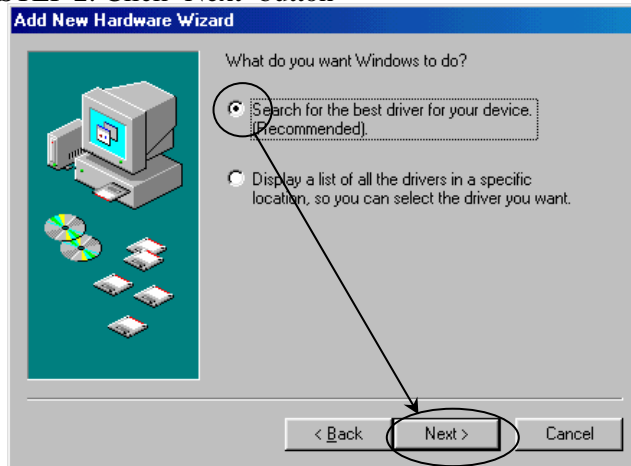 Add New Hardware Wizard
What do you want Windows to do?
Search for the best driver for your device.
(Recommended).
Display a list of all the drivers in a specific
location, so you can select the driver you want.
< Back
Next >
Cancel